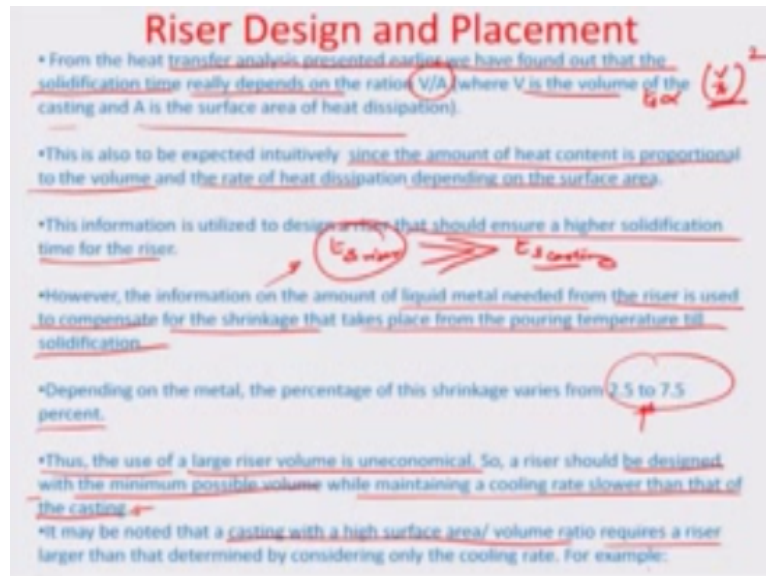 Riser Design and Placement
• From the heat transfer analysis presented earlier we have found out that the
solidification time really depends on the ration V/A (where V is the volume of the
casting and A is the surface area of heat dissipation).
(V/A)²
•This is also to be expected intuitively since the amount of heat content is proportional
to the volume and the rate of heat dissipation depending on the surface area.
•This information is utilized to design a riser that should ensure a higher solidification
time for the riser.
ts riser >> ts casting
•However, the information on the amount of liquid metal needed from the riser is used
to compensate for the shrinkage that takes place from the pouring temperature till
solidification.
•Depending on the metal, the percentage of this shrinkage varies from 2.5 to 7.5
percent.
•Thus, the use of a large riser volume is uneconomical. So, a riser should be designed
with the minimum possible volume while maintaining a cooling rate slower than that of
the casting.
•It may be noted that a casting with a high surface area/ volume ratio requires a riser
larger than that determined by considering only the cooling rate. For example: